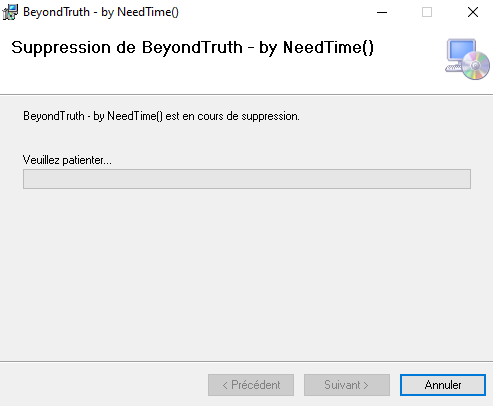 BeyondTruth - by NeedTime()
Suppression de BeyondTruth - by NeedTime()
BeyondTruth - by NeedTime() est en cours de suppression.
Veuillez patienter...
< Précédent
Suivant >
Annuler